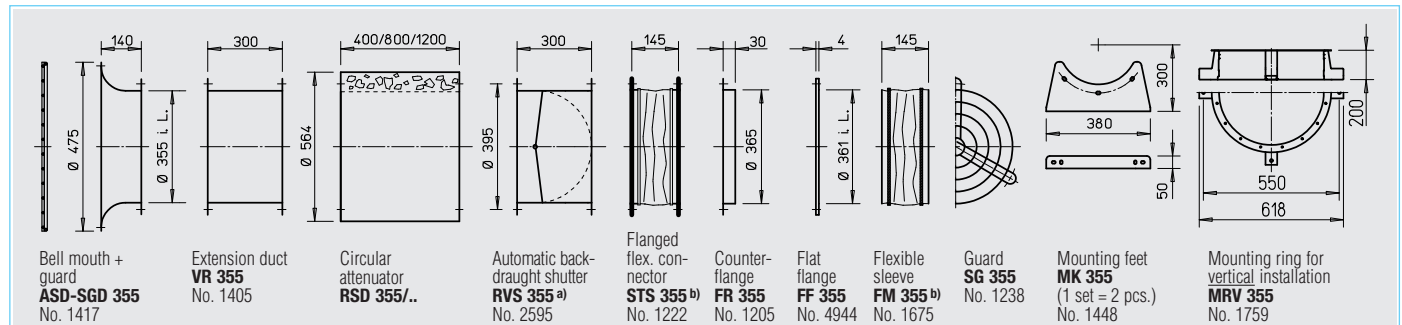 140
300
400/800/1200
300
145
30
4
145
Ø 475
Ø 355 i. L.
Ø 564
Ø 395
Ø 365
Ø 361 i. L.
300
380
50
200
550
618
Bell mouth +
guard
ASD-SGD 355
No. 1417
Extension duct
VR 355
No. 1405
Circular
attenuator
RSD 355/..
Automatic back-
draught shutter
RVS 355 a)
No. 2595
Flanged
flex. con-
nector
STS 355 b)
No. 1222
Counter-
flange
FR 355
No. 1205
Flat
flange
FF 355
No. 4944
Flexible
sleeve
FM 355 b)
No. 1675
Guard
SG 355
No. 1238
Mounting feet
MK 355
(1 set = 2 pcs.)
No. 1448
Mounting ring for
vertical installation
MRV 355
No. 1759